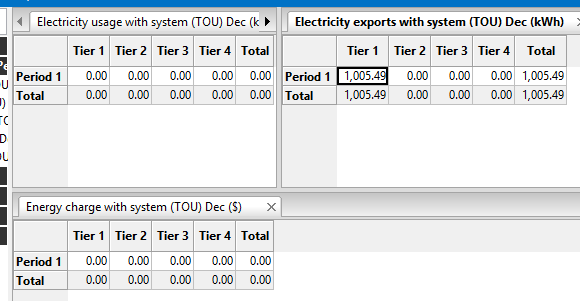 Electricity usage with system (TOU) Dec (k
Tier 1 Tier 2 Tier 3 Tier 4 Total
Period 1 0.00 0.00 0.00 0.00 0.00
Total 0.00 0.00 0.00 0.00 0.00
Electricity exports with system (TOU) Dec (kWh)
Tier 1 Tier 2 Tier 3 Tier 4 Total
Period 1 1,005.49 0.00 0.00 0.00 1,005.49
Total 1,005.49 0.00 0.00 0.00 1,005.49
Energy charge with system (TOU) Dec ($)
Tier 1 Tier 2 Tier 3 Tier 4 Total
Period 1 0.00 0.00 0.00 0.00 0.00
Total 0.00 0.00 0.00 0.00 0.00